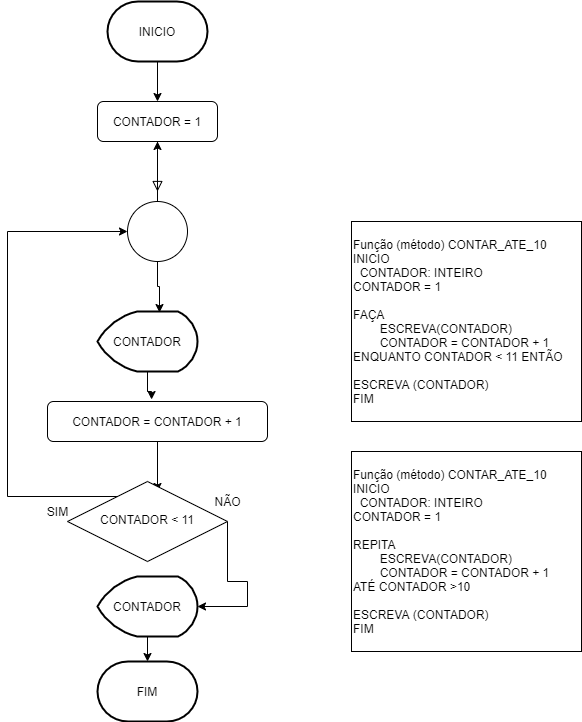 INICIO
CONTADOR = 1
CONTADOR
CONTADOR = CONTADOR + 1
CONTADOR < 11
SIM
NÃO
CONTADOR
FIM
Função (método) CONTAR_ATE_10
INICIO
CONTADOR: INTEIRO
CONTADOR = 1
FAÇA
ESCREVA(CONTADOR)
CONTADOR = CONTADOR + 1
ENQUANTO CONTADOR < 11 ENTÃO
ESCREVA (CONTADOR)
FIM
Função (método) CONTAR_ATE_10
INICIO
CONTADOR: INTEIRO
CONTADOR = 1
REPITA
ESCREVA(CONTADOR)
CONTADOR = CONTADOR + 1
ATÉ CONTADOR >10
ESCREVA (CONTADOR)
FIM